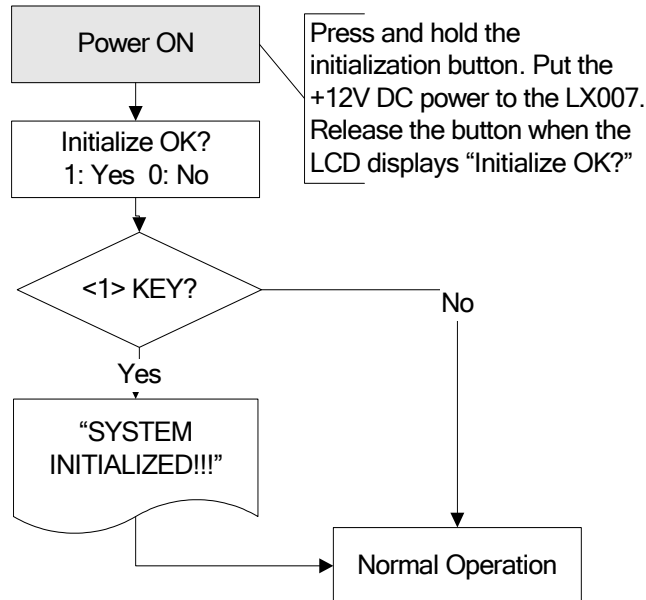 Power ON
Press and hold the
initialization button. Put the
+12V DC power to the LX007.
Release the button when the
LCD displays “Initialize OK?”
Initialize OK?
1: Yes 0: No
<1> KEY?
No
Yes
“SYSTEM
INITIALIZED!!!”
Normal Operation